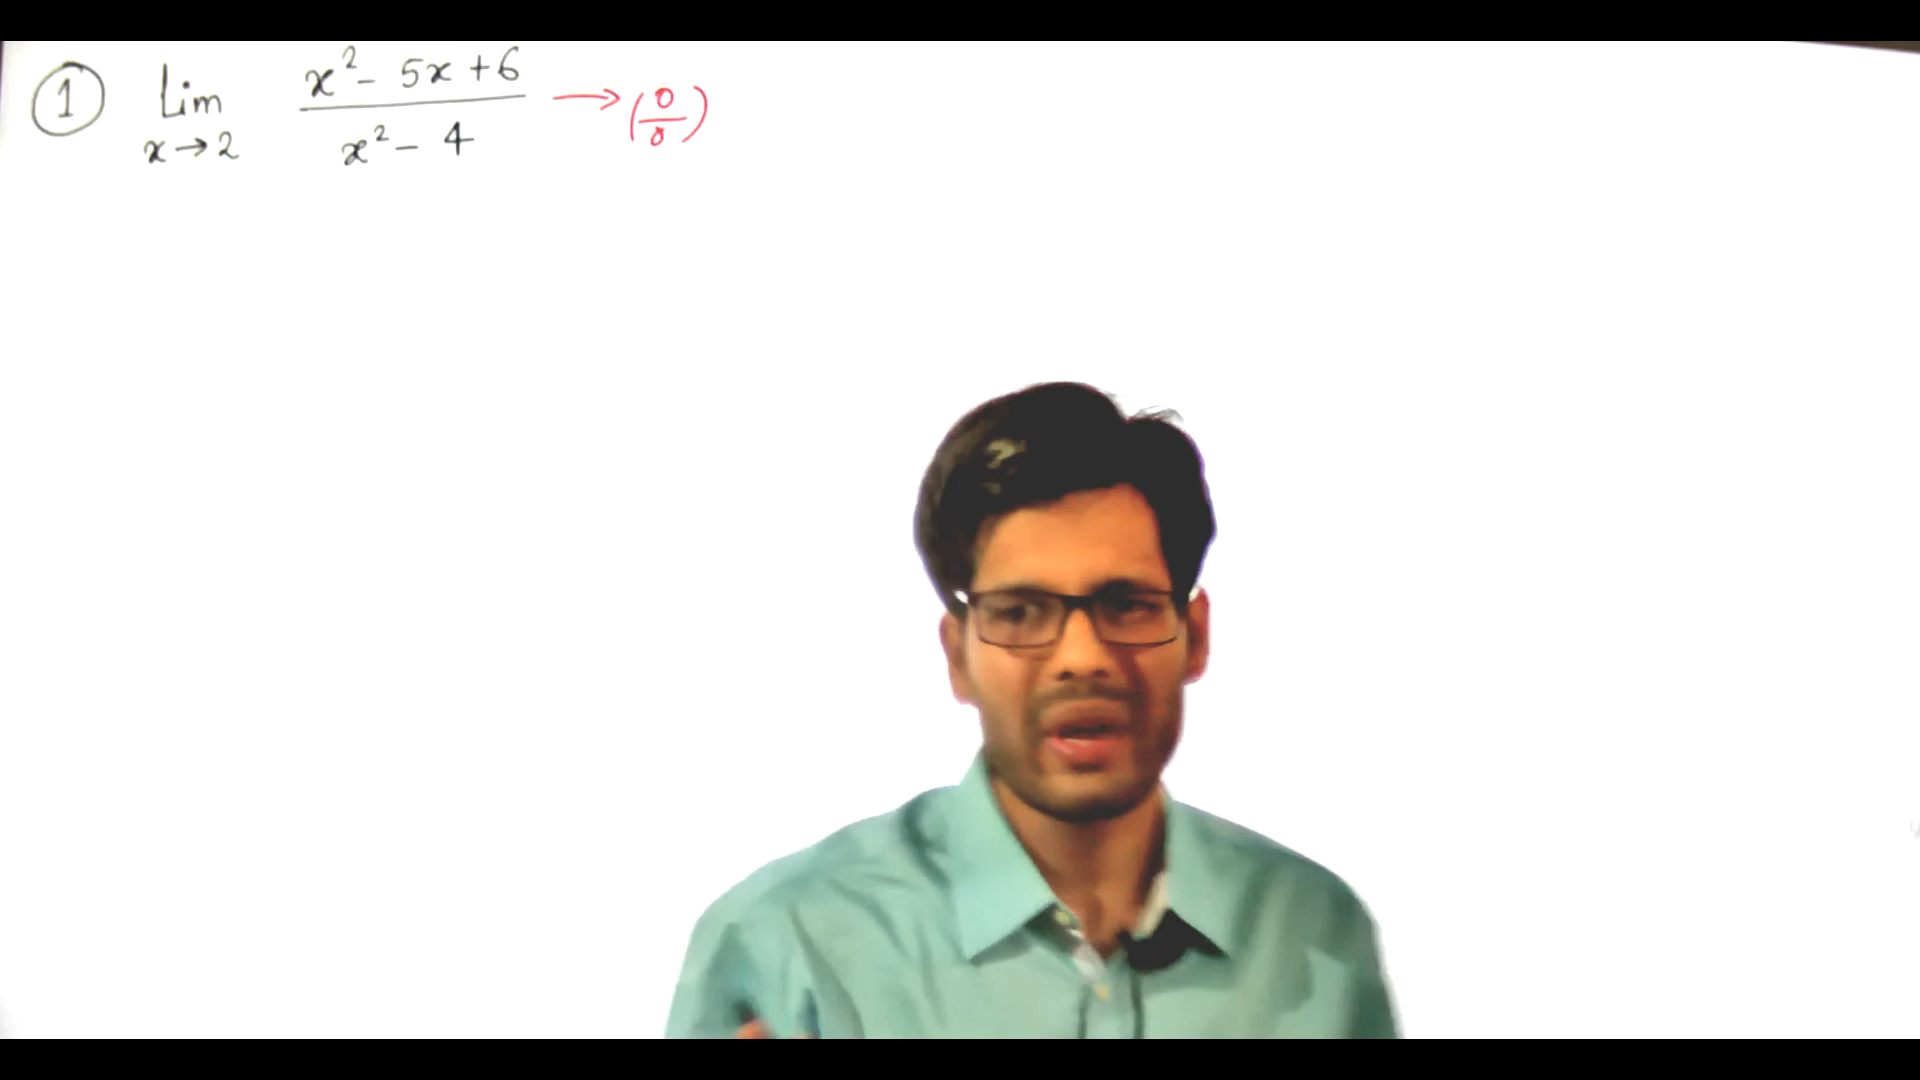 ① Lim x→2 (x² - 5x + 6)/(x² - 4) → (0/0)